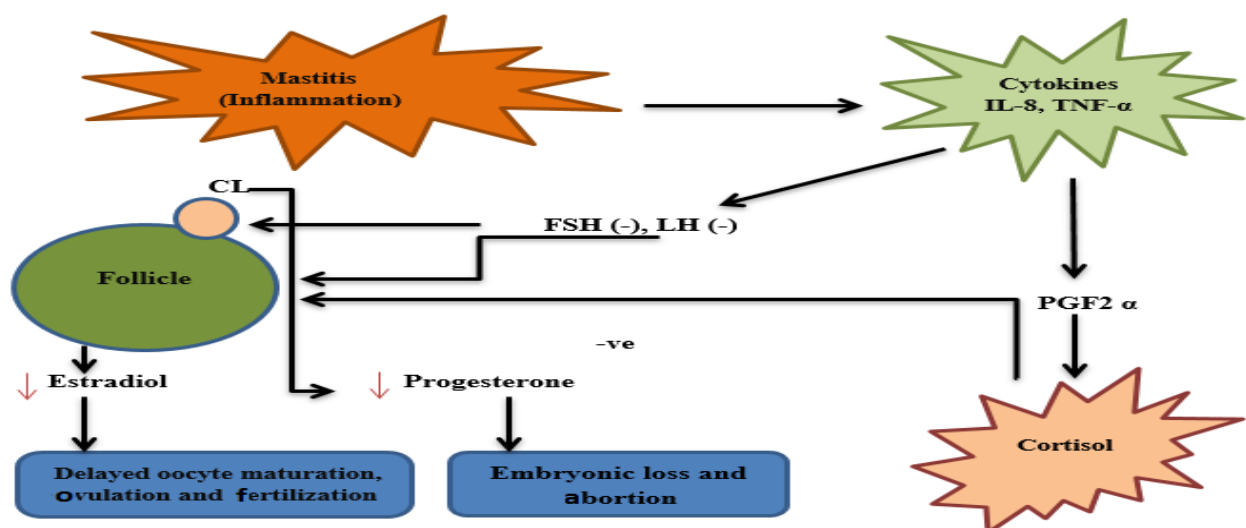 Mastitis
(Inflammation)
Cytokines
IL-8, TNF-α
CL
FSH (-), LH (-)
Follicle
PGF2 α
-ve
↓ Estradiol
↓ Progesterone
Cortisol
Delayed oocyte maturation,
ovulation and fertilization
Embryonic loss and
abortion